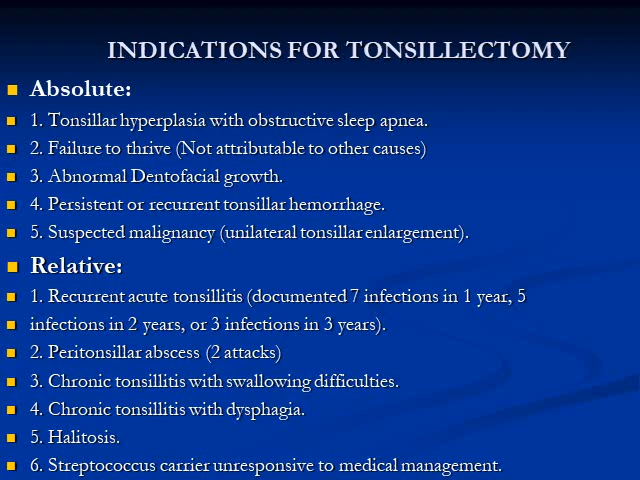 INDICATIONS FOR TONSILLECTOMY
Absolute:
1. Tonsillar hyperplasia with obstructive sleep apnea.
2. Failure to thrive (Not attributable to other causes)
3. Abnormal Dentofacial growth.
4. Persistent or recurrent tonsillar hemorrhage.
5. Suspected malignancy (unilateral tonsillar enlargement).
Relative:
1. Recurrent acute tonsillitis (documented 7 infections in 1 year, 5
infections in 2 years, or 3 infections in 3 years).
2. Peritonsillar abscess (2 attacks)
3. Chronic tonsillitis with swallowing difficulties.
4. Chronic tonsillitis with dysphagia.
5. Halitosis.
6. Streptococcus carrier unresponsive to medical management.